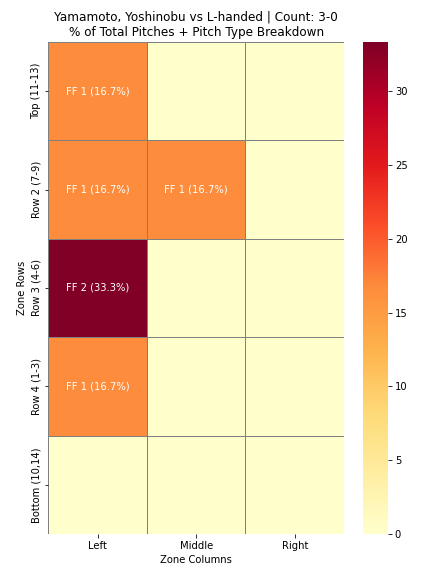 Yamamoto, Yoshinobu vs L-handed | Count: 3-0
% of Total Pitches + Pitch Type Breakdown
Zone Rows
Top (11-13)
FF 1 (16.7%)
Row 2 (7-9)
FF 1 (16.7%)
FF 1 (16.7%)
Row 3 (4-6)
FF 2 (33.3%)
Row 4 (1-3)
FF 1 (16.7%)
Bottom (10,14)
Left
Middle
Right
Zone Columns
30
25
20
15
10
5
0